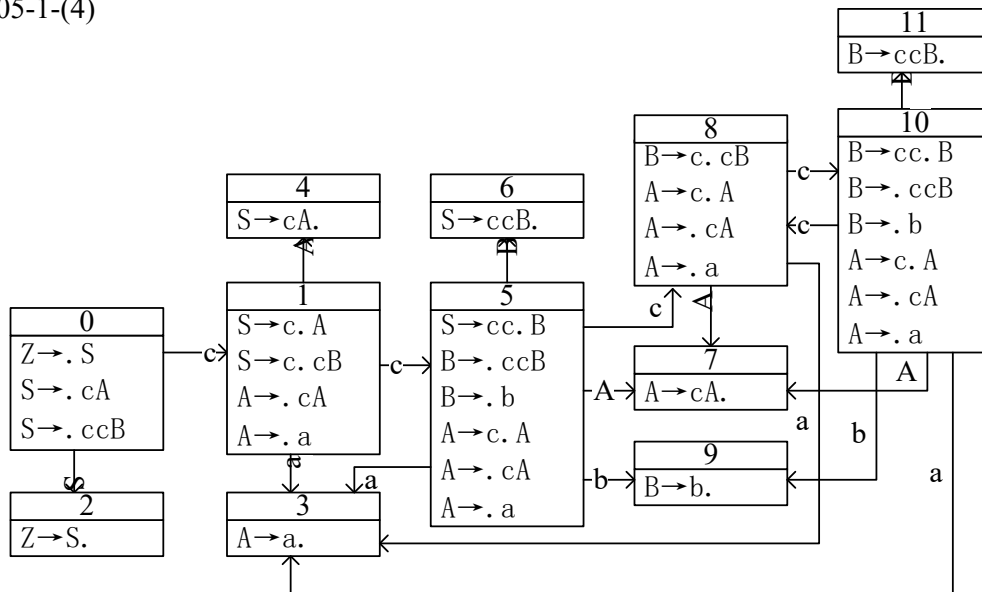 05-1-(4)
11
B→ccB.
B
8
B→c.cB
A→c.A
A→.cA
A→.a
c
c
10
B→cc.B
B→.ccB
B→.b
A→c.A
A→.cA
A→.a
4
S→cA.
A
6
S→ccB.
B
0
Z→.S
S→.cA
S→.ccB
c
1
S→c.A
S→c.cB
A→.cA
A→.a
c
5
S→cc.B
B→.ccB
B→.b
A→c.A
A→.cA
A→.a
c
A
A
7
A→cA.
A
a
b
a
b
9
B→b.
S
2
Z→S.
a
a
3
A→a.